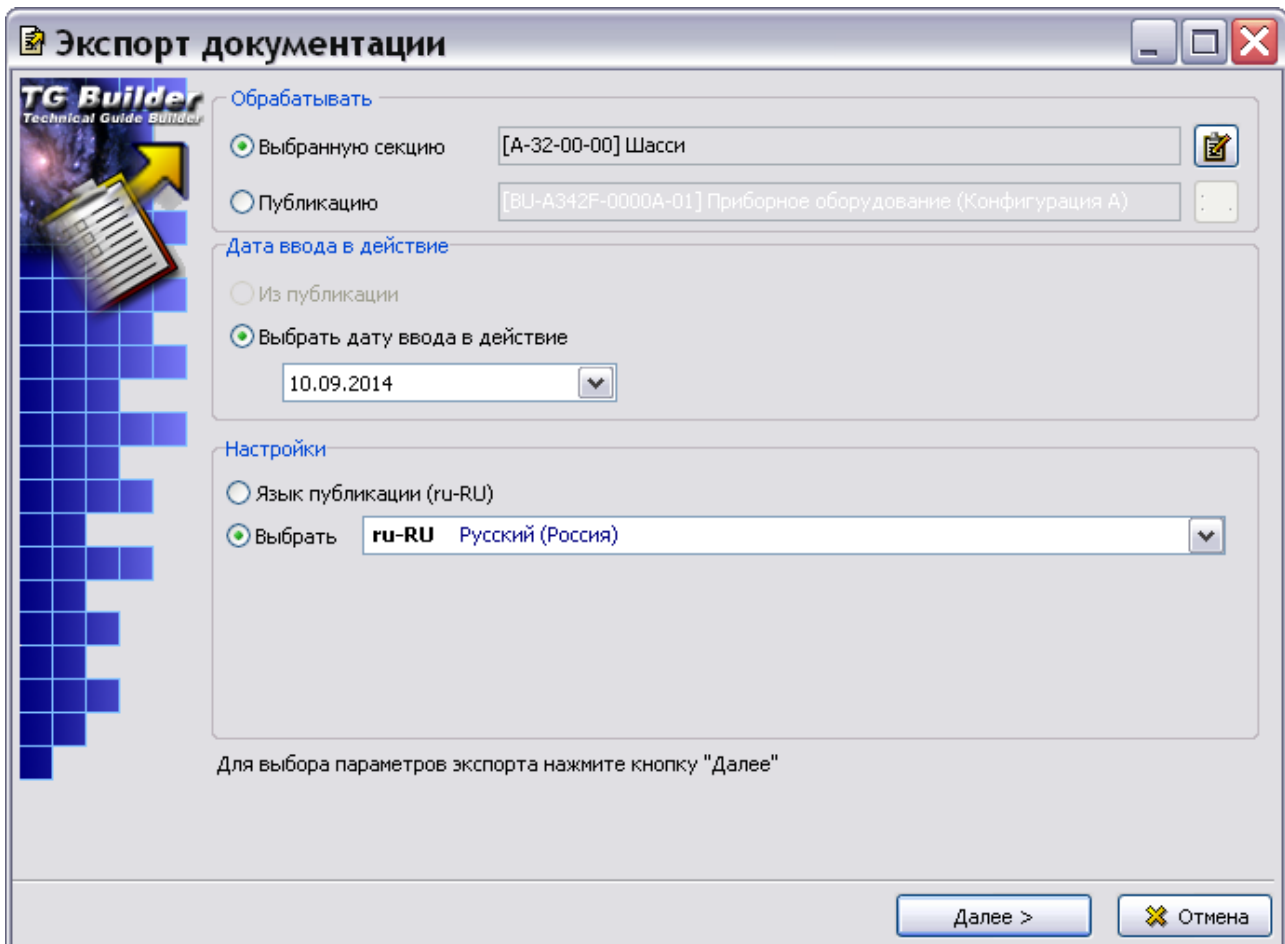 Экспорт документации
TG Builder
Technical Guide Builder
Обрабатывать
Выбранную секцию [A-32-00-00] Шасси
Публикацию [BU-A342F-0000A-01] Приборное оборудование (Конфигурация А)
Дата ввода в действие
Из публикации
Выбрать дату ввода в действие
10.09.2014
Настройки
Язык публикации (ru-RU)
Выбрать ru-RU Русский (Россия)
Для выбора параметров экспорта нажмите кнопку "Далее"
Далее > Отмена